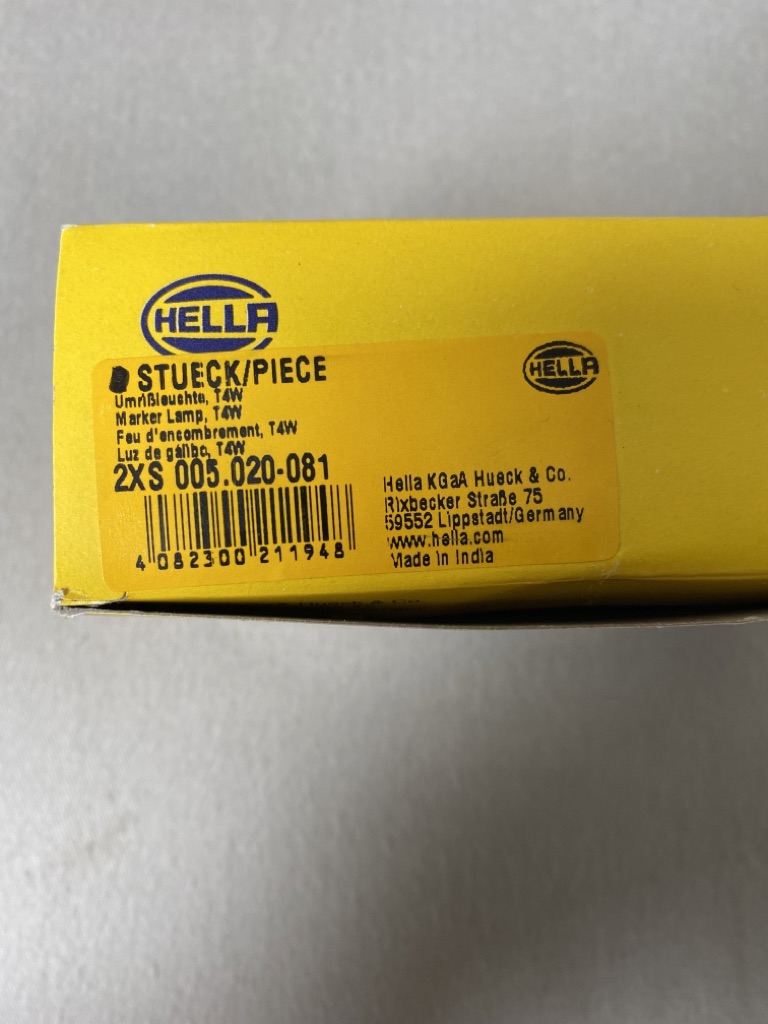 HELLA
STUECK/PIECE
HELLA
Umrißleuchte, T4W
Marker Lamp, T4W
Feu d'encombrement, T4W
Luz de gálibo, T4W
2XS 005.020-081
4 082300 211948
Hella KGaA Hueck & Co.
Rixbecker Straße 75
59552 Lippstadt/Germany
www.hella.com
Made in India